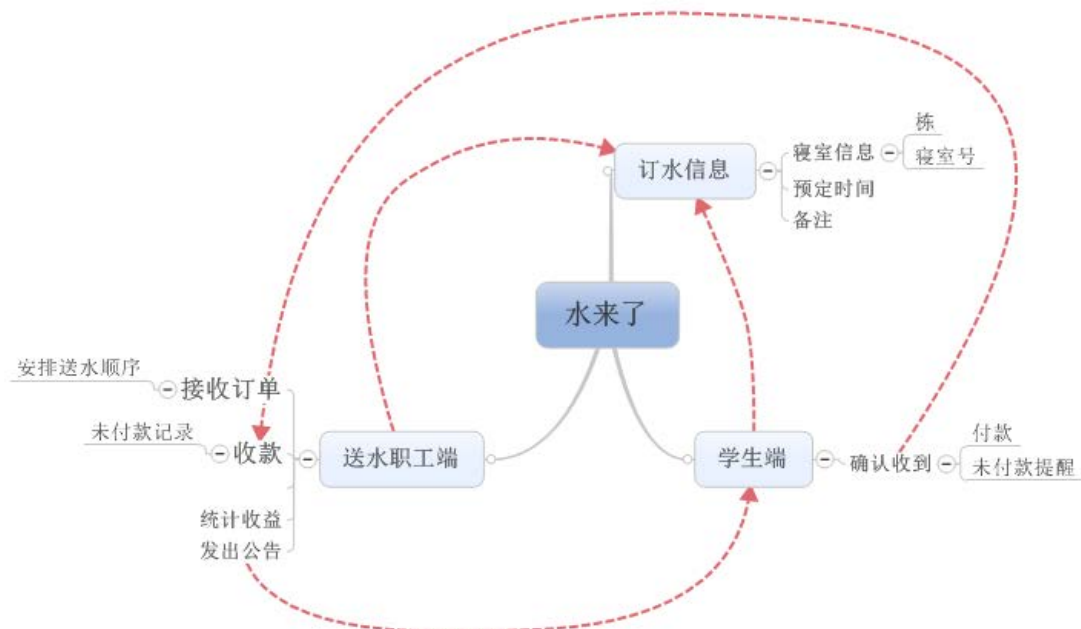 栋
订水信息
寝室信息
寝室号
预定时间
备注
水来了
安排送水顺序
接收订单
未付款记录
收款
送水职工端
学生端
确认收到
付款
未付款提醒
统计收益
发出公告